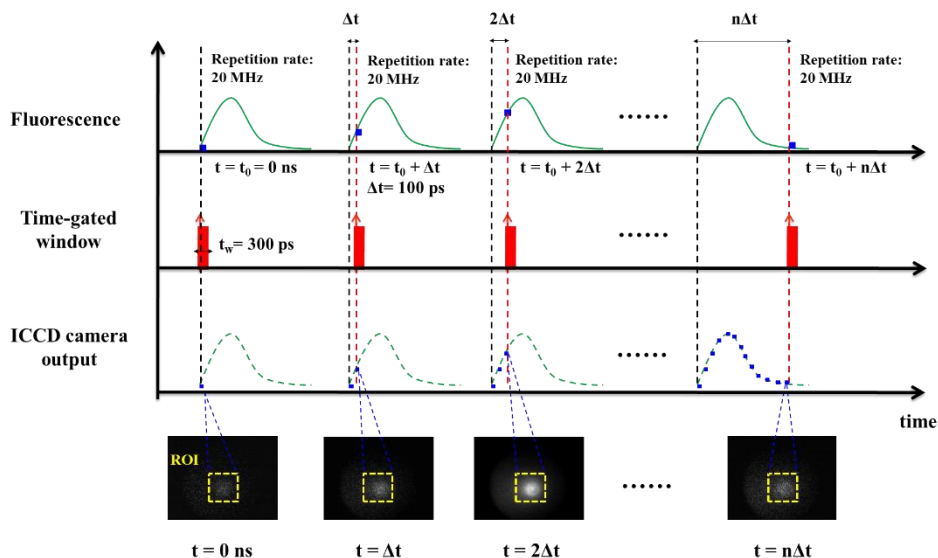 Δt
2Δt
nΔt
Repetition rate:
20 MHz
Repetition rate:
20 MHz
Repetition rate:
20 MHz
Repetition rate:
20 MHz
Fluorescence
......
t = t₀ = 0 ns
t = t₀ + Δt
Δt= 100 ps
t = t₀ + 2Δt
t = t₀ + nΔt
Time-gated
window
t_w= 300 ps
......
ICCD camera
output
......
time
ROI
......
t = 0 ns
t = Δt
t = 2Δt
t = nΔt